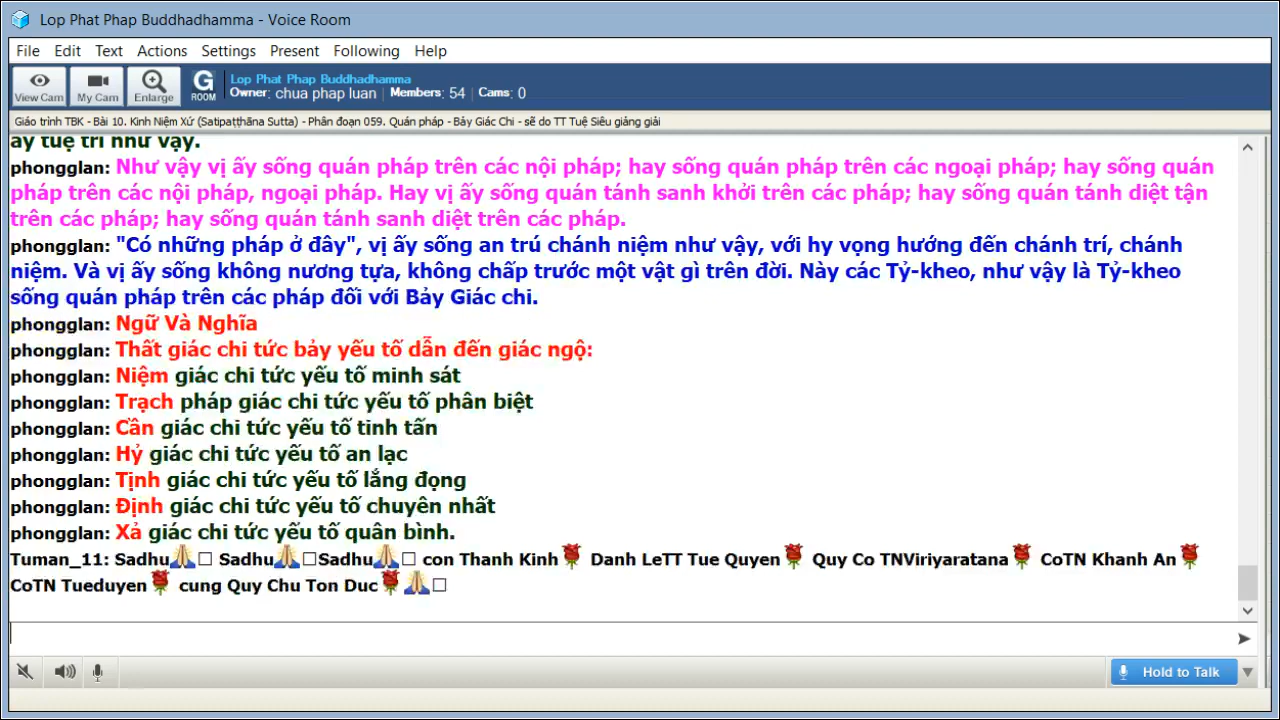 Lop Phat Phap Buddhadhamma - Voice Room
File Edit Text Actions Settings Present Following Help
View Cam My Cam Enlarge G ROOM Lop Phat Phap Buddhadhamma
Owner: chua phap luan | Members: 54 | Cams: 0
Giáo trình TBK - Bài 10. Kinh Niệm Xứ (Satipaṭṭhāna Sutta) - Phân đoạn 059. Quán pháp - Bảy Giác Chi - sẽ do TT Tuệ Siêu giảng giải
ấy tuệ tri như vậy.
phongglan: Như vậy vị ấy sống quán pháp trên các nội pháp; hay sống quán pháp trên các ngoại pháp; hay sống quán
pháp trên các nội pháp, ngoại pháp. Hay vị ấy sống quán tánh sanh khởi trên các pháp; hay sống quán tánh diệt tận
trên các pháp; hay sống quán tánh sanh diệt trên các pháp.
phongglan: "Có những pháp ở đây", vị ấy sống an trú chánh niệm như vậy, với hy vọng hướng đến chánh trí, chánh
niệm. Và vị ấy sống không nương tựa, không chấp trước một vật gì trên đời. Này các Tỷ-kheo, như vậy là Tỷ-kheo
sống quán pháp trên các pháp đối với Bảy Giác chi.
phongglan: Ngữ Và Nghĩa
phongglan: Thất giác chi tức bảy yếu tố dẫn đến giác ngộ:
phongglan: Niệm giác chi tức yếu tố minh sát
phongglan: Trạch pháp giác chi tức yếu tố phân biệt
phongglan: Cần giác chi tức yếu tố tinh tấn
phongglan: Hỷ giác chi tức yếu tố an lạc
phongglan: Tịnh giác chi tức yếu tố lắng đọng
phongglan: Định giác chi tức yếu tố chuyên nhất
phongglan: Xả giác chi tức yếu tố quân bình.
Tuman_11: Sadhu🙏□ Sadhu🙏□Sadhu🙏□ con Thanh Kinh🌹 Danh LeTT Tue Quyen🌹 Quy Co TNViriyaratana🌹 CoTN Khanh An🌹
CoTN Tueduyen🌹 cung Quy Chu Ton Duc🌹🙏□
Hold to Talk